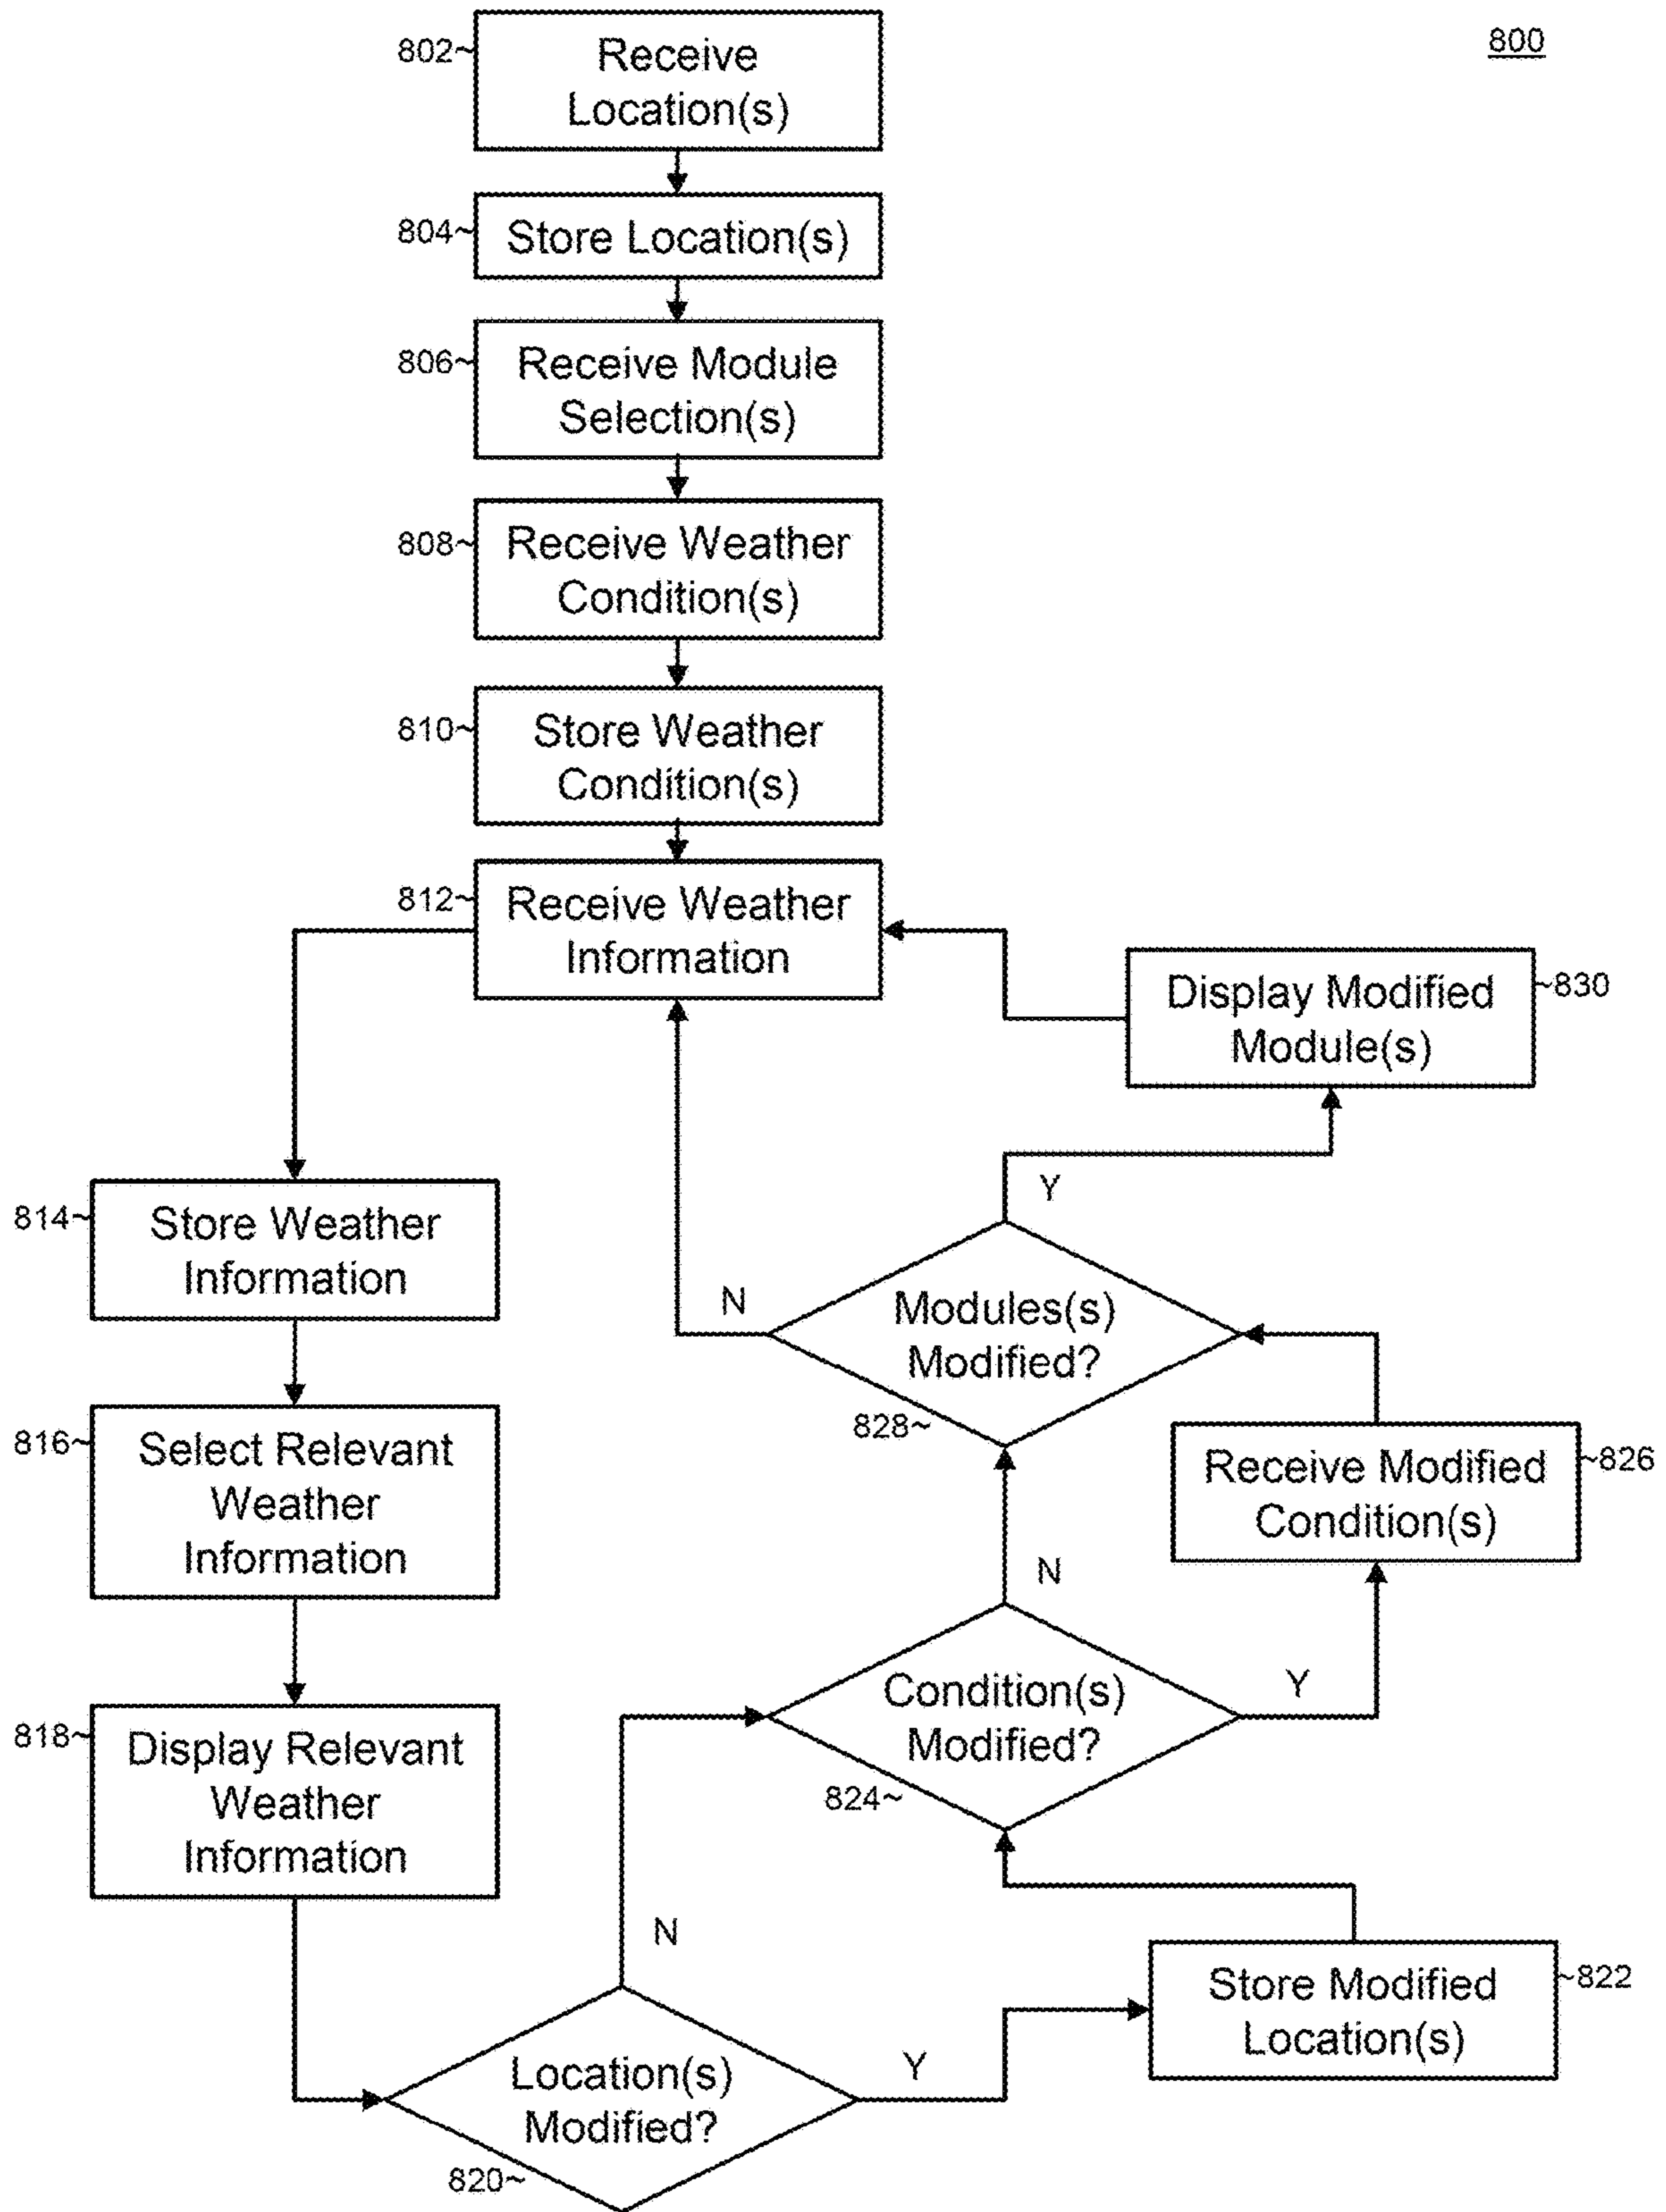 800
802~
Receive
Location(s)
804~
Store Location(s)
806~
Receive Module
Selection(s)
808~
Receive Weather
Condition(s)
810~
Store Weather
Condition(s)
812~
Receive Weather
Information
Display Modified
Module(s)
~830
814~
Store Weather
Information
Y
N
Modules(s)
Modified?
828~
816~
Select Relevant
Weather
Information
Receive Modified
Condition(s)
~826
N
Condition(s)
Modified?
Y
824~
818~
Display Relevant
Weather
Information
N
Store Modified
Location(s)
~822
Location(s)
Modified?
Y
820~